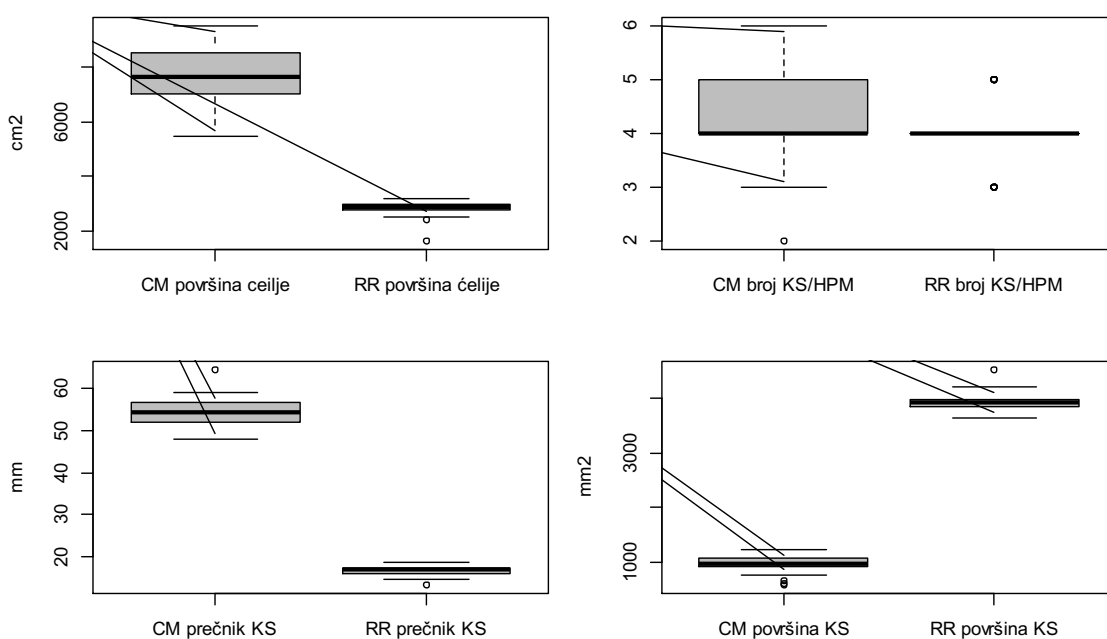 cm2
6000
2000
CM površina ceilje
RR površina ćelije
6
5
4
3
2
CM broj KS/HPM
RR broj KS/HPM
mm
60
50
40
30
20
CM prečnik KS
RR prečnik KS
mm2
3000
1000
CM površina KS
RR površina KS